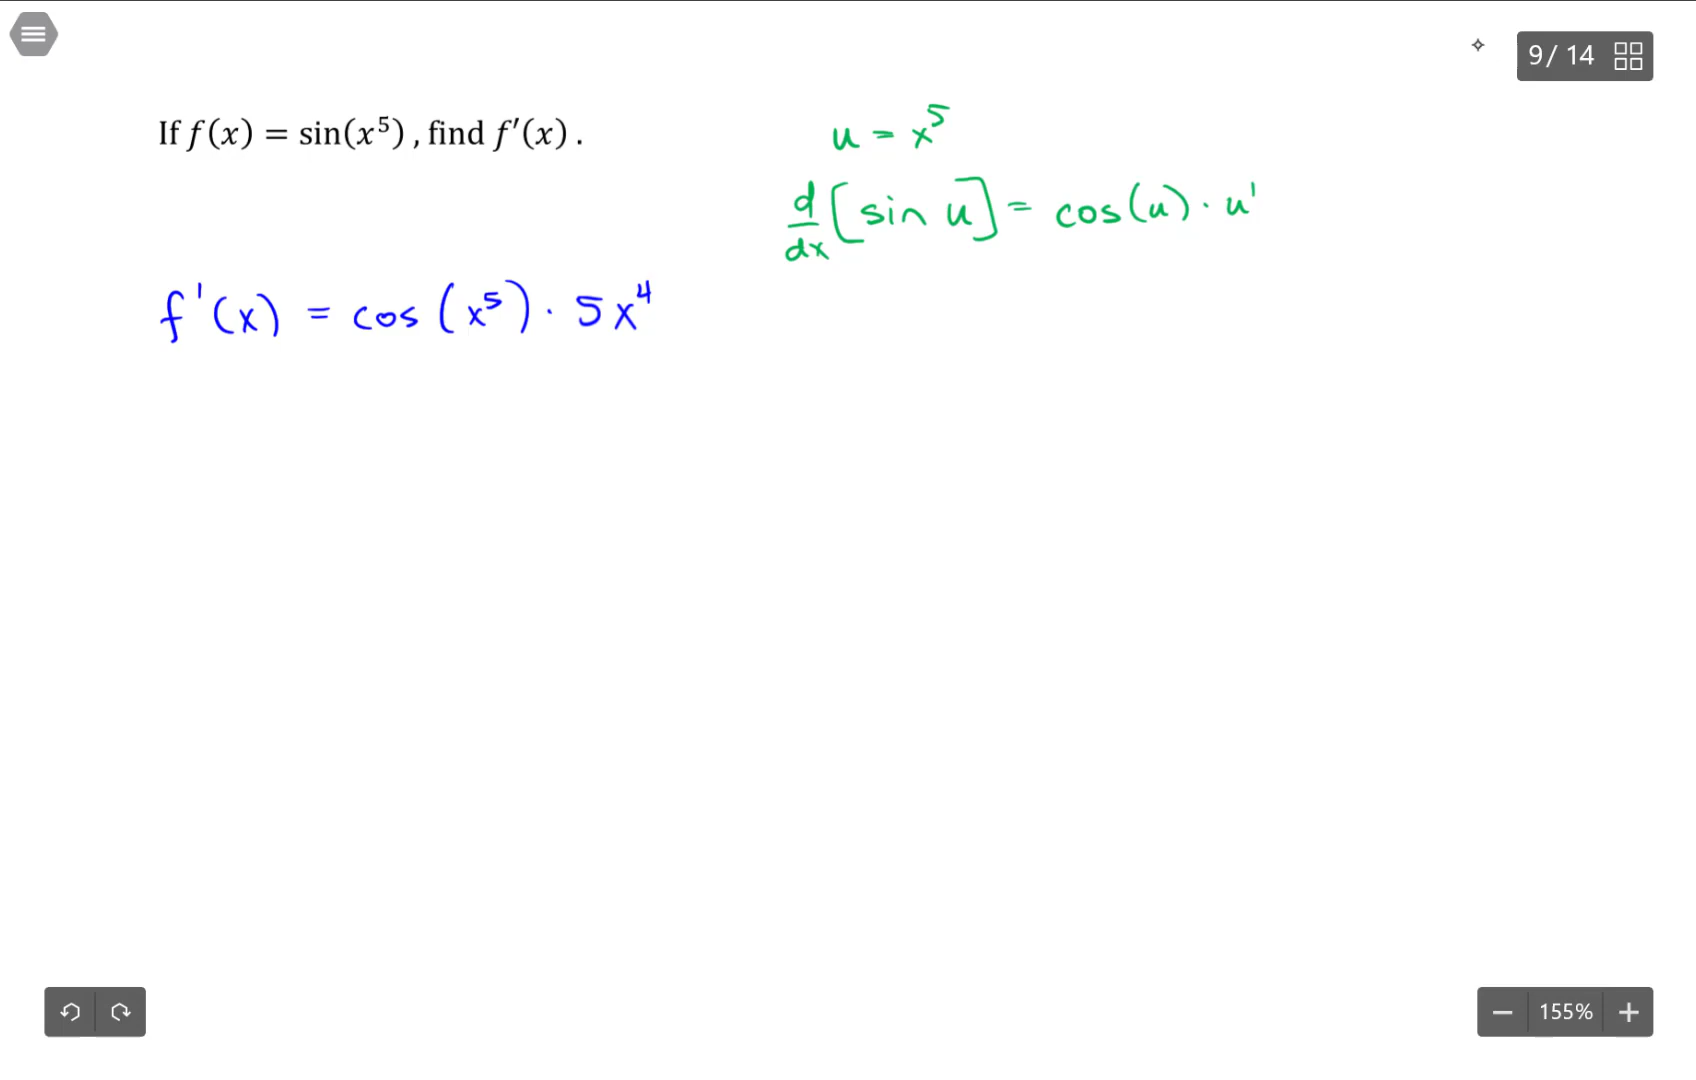 9/ 14
If f(x) = sin(x⁵) , find f′(x) .
u = x⁵
d/dx [sin u] = cos(u) · u'
f'(x) = cos(x⁵) · 5x⁴
155%